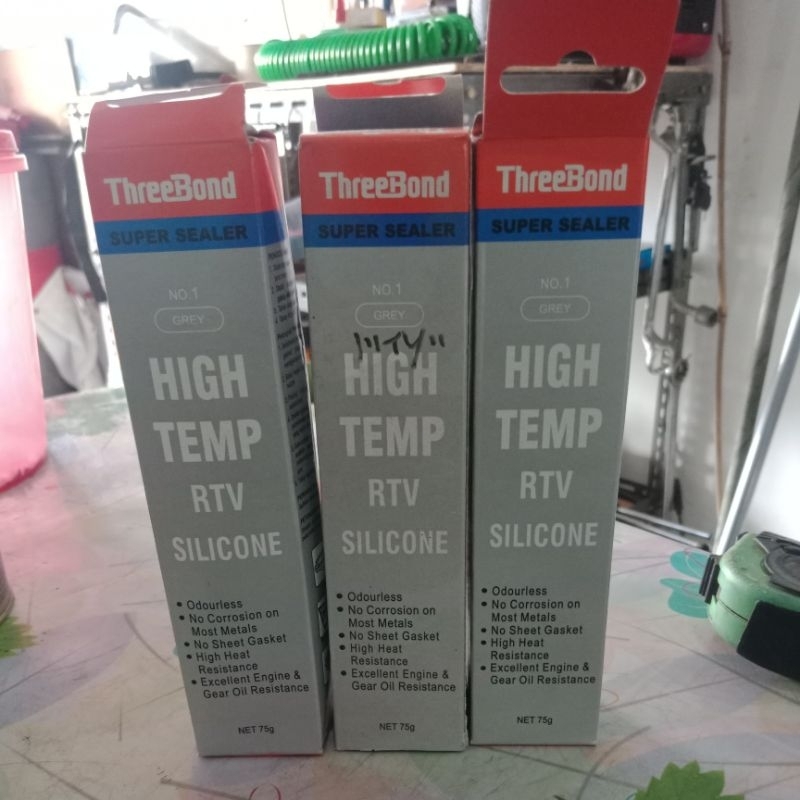 ThreeBond
SUPER SEALER
NO.1
GREY
HIGH
TEMP
RTV
SILICONE
• Odourless
• No Corrosion on
Most Metals
• No Sheet Gasket
• High Heat
Resistance
• Excellent Engine &
Gear Oil Resistance
NET 75g
ThreeBond
SUPER SEALER
NO.1
GREY
HIGH
TEMP
RTV
SILICONE
• Odourless
• No Corrosion on
Most Metals
• No Sheet Gasket
• High Heat
Resistance
• Excellent Engine &
Gear Oil Resistance
NET 75g
ThreeBond
SUPER SEALER
NO.1
GREY
HIGH
TEMP
RTV
SILICONE
• Odourless
• No Corrosion on
Most Metals
• No Sheet Gasket
• High Heat
Resistance
• Excellent Engine &
Gear Oil Resistance
NET 75g